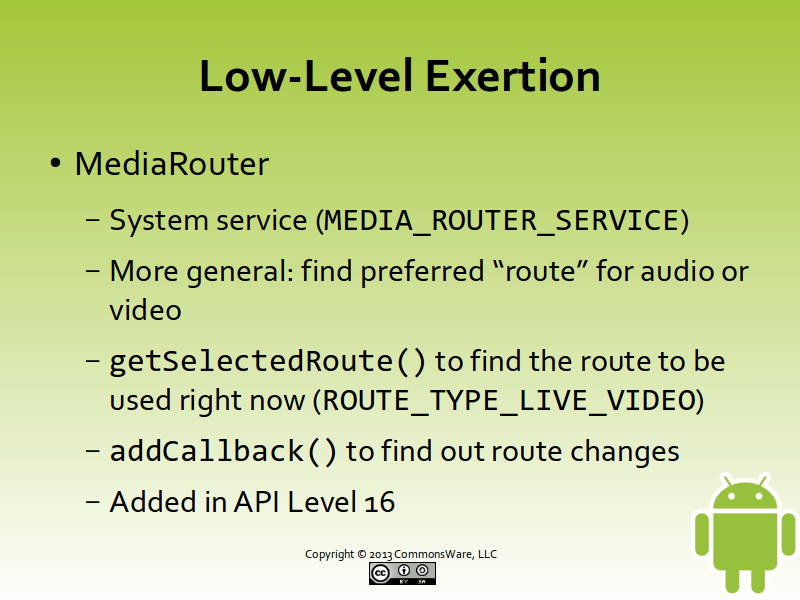 Low-Level Exertion
• MediaRouter
– System service (MEDIA_ROUTER_SERVICE)
– More general: find preferred “route” for audio or
video
– getSelectedRoute() to find the route to be
used right now (ROUTE_TYPE_LIVE_VIDEO)
– addCallback() to find out route changes
– Added in API Level 16
Copyright © 2013 CommonsWare, LLC
cc
BY SA